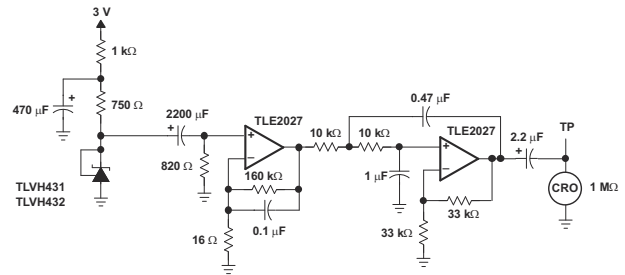 3 V
1 kΩ
470 µF
+
750 Ω
2200 µF
+
TLE2027
820 Ω
+
−
160 kΩ
0.1 µF
16 Ω
TLVH431
TLVH432
10 kΩ
10 kΩ
0.47 µF
TLE2027
+
−
1 µF
33 kΩ
33 kΩ
2.2 µF
+
TP
CRO
1 MΩ